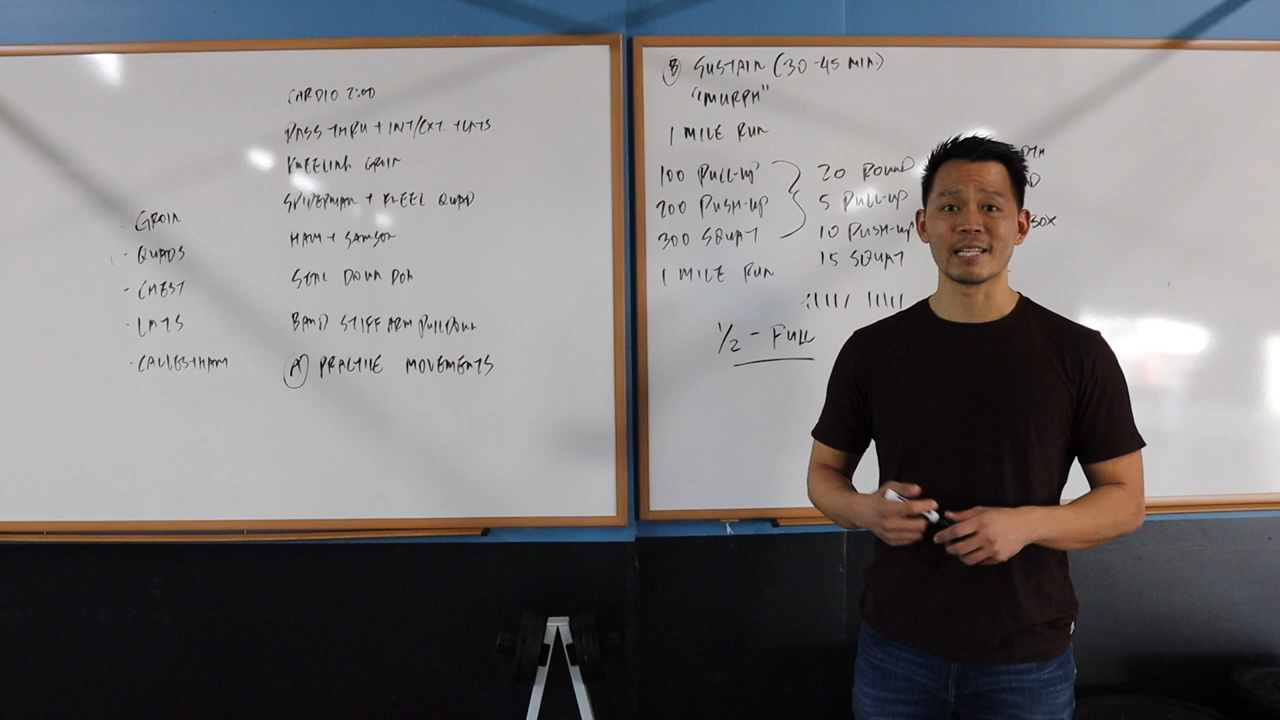 CARDIO 2:00
PASS THRU + INT/EXT. + LATS
KNEELING GROIN
SPIDERMAN + KNEEL QUAD
HAM + SAMSON
SEAL DOWN DOG
BAND STIFF ARM PULLDOWN
Ⓐ PRACTICE MOVEMENTS
- GROIN
- QUADS
- CHEST
- LATS
- CALVES + HAM
Ⓑ SUSTAIN (30-45 MIN.)
"MURPH"
1 MILE RUN
100 PULL-UP
200 PUSH-UP
300 SQUAT
1 MILE RUN
20 ROUND
5 PULL-UP
10 PUSH-UP
15 SQUAT
1/2 - FULL
BOX